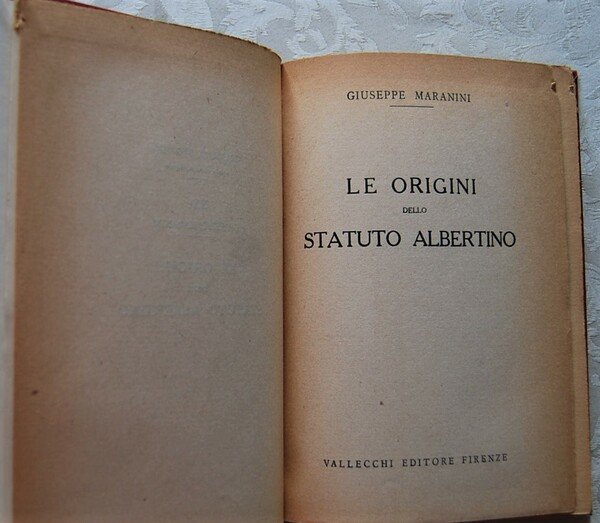 GIUSEPPE MARANINI
LE ORIGINI
DELLO
STATUTO ALBERTINO
VALLECCHI EDITORE FIRENZE